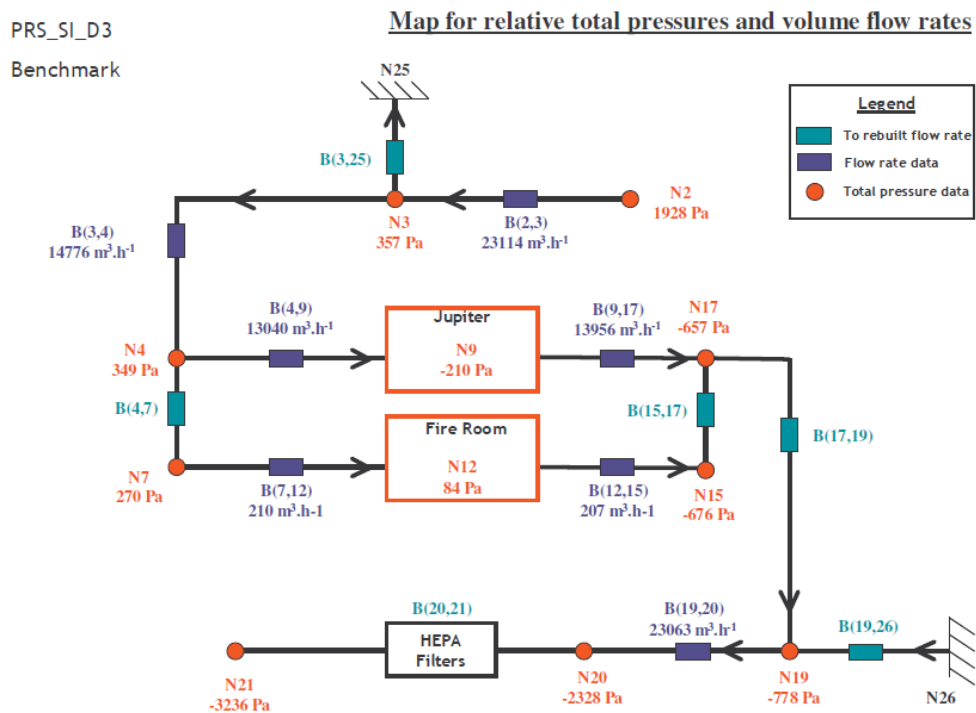 PRS_SI_D3
Map for relative total pressures and volume flow rates
Benchmark
N25
Legend
To rebuilt flow rate
Flow rate data
Total pressure data
B(3,25)
N2
1928 Pa
N3
357 Pa
B(2,3)
23114 m³.h-¹
B(3,4)
14776 m³.h-¹
B(4,9)
13040 m³.h-¹
Jupiter
N9
-210 Pa
B(9,17)
13956 m³.h-¹
N17
-657 Pa
N4
349 Pa
B(4,7)
B(15,17)
B(17,19)
Fire Room
N12
84 Pa
N7
270 Pa
B(7,12)
210 m³.h-1
B(12,15)
207 m³.h-1
N15
-676 Pa
B(20,21)
HEPA
Filters
B(19,20)
23063 m³.h-¹
B(19,26)
N21
-3236 Pa
N20
-2328 Pa
N19
-778 Pa
N26